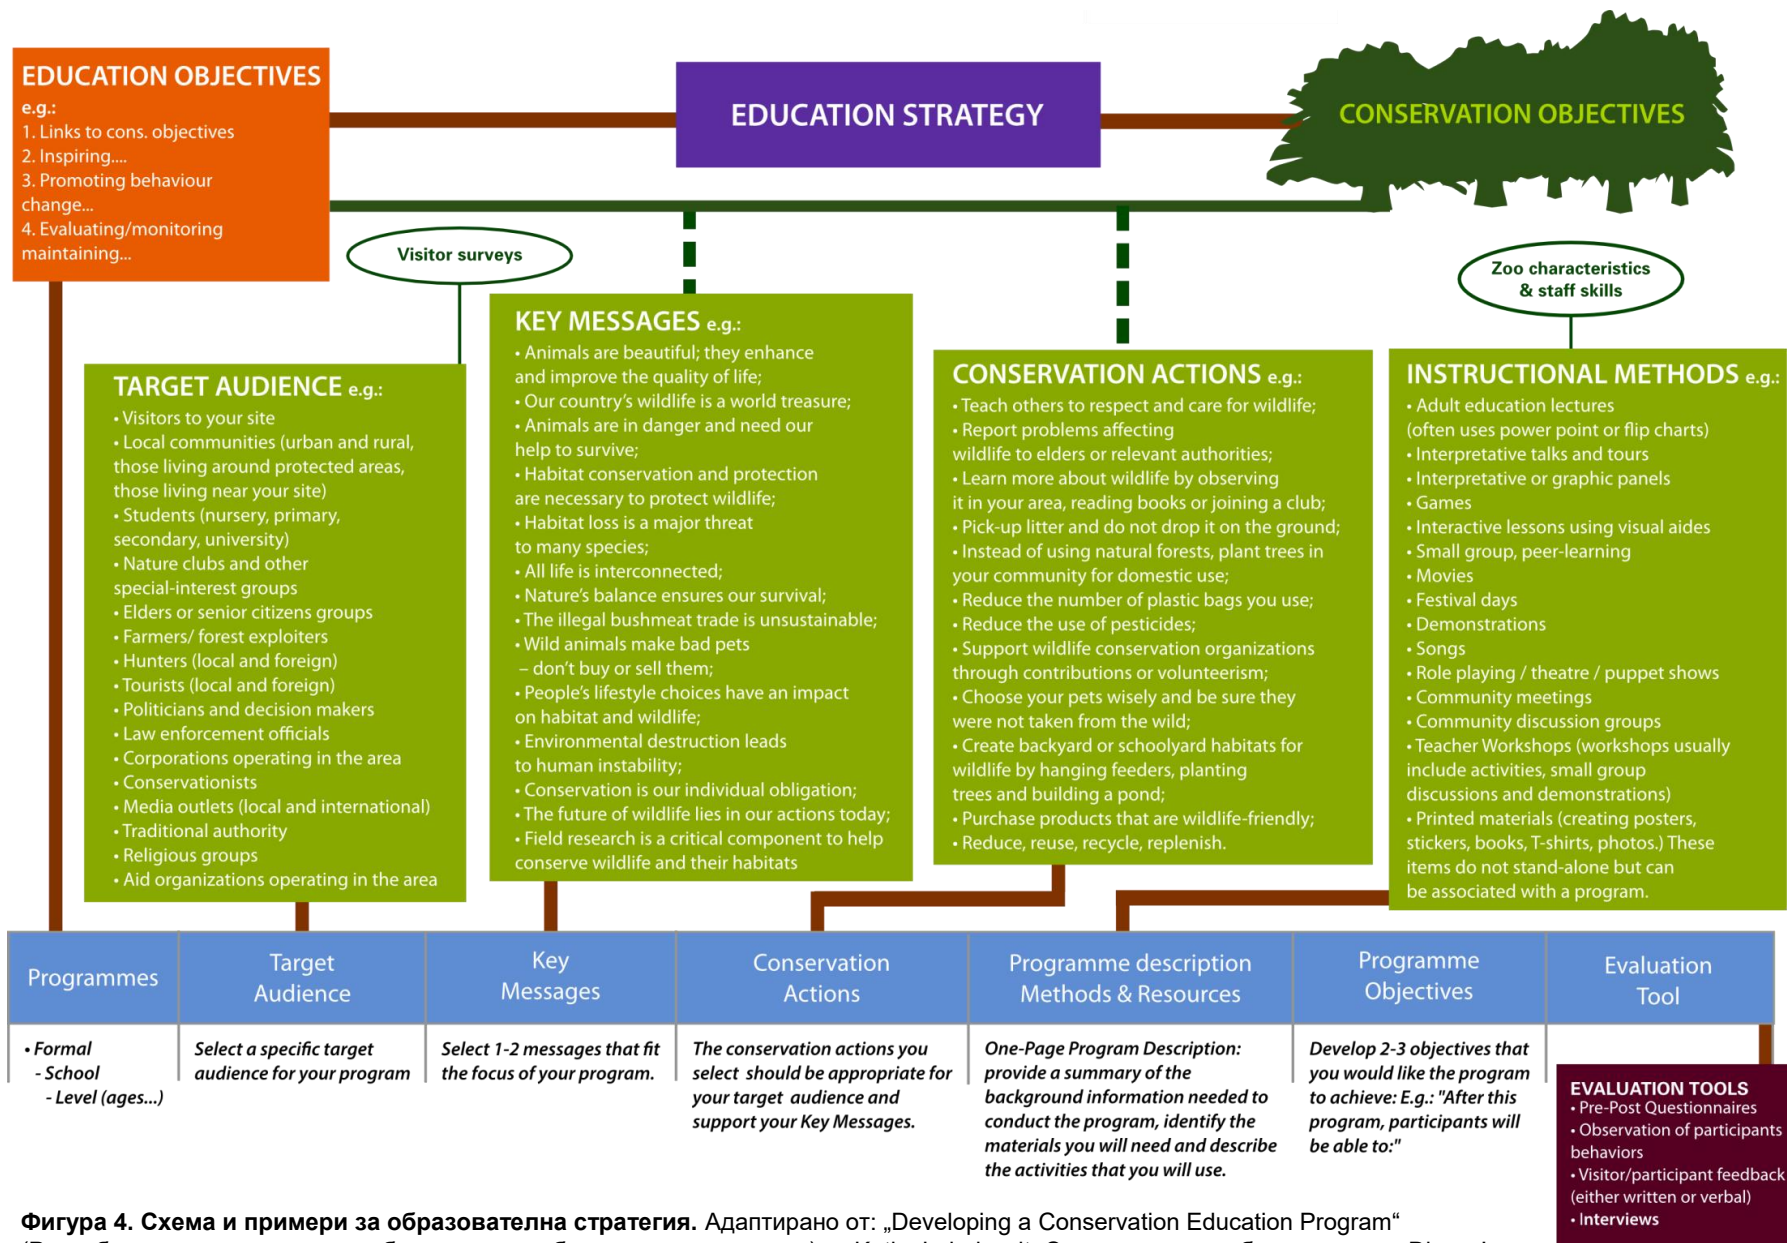 EDUCATION OBJECTIVES
e.g.:
1. Links to cons. objectives
2. Inspiring....
3. Promoting behaviour
change...
4. Evaluating/monitoring
maintaining...
EDUCATION STRATEGY
CONSERVATION OBJECTIVES
Visitor surveys
Zoo characteristics
& staff skills
TARGET AUDIENCE e.g.:
• Visitors to your site
• Local communities (urban and rural,
those living around protected areas,
those living near your site)
• Students (nursery, primary,
secondary, university)
• Nature clubs and other
special-interest groups
• Elders or senior citizens groups
• Farmers/ forest exploiters
• Hunters (local and foreign)
• Tourists (local and foreign)
• Politicians and decision makers
• Law enforcement officials
• Corporations operating in the area
• Conservationists
• Media outlets (local and international)
• Traditional authority
• Religious groups
• Aid organizations operating in the area
KEY MESSAGES e.g.:
• Animals are beautiful; they enhance
and improve the quality of life;
• Our country's wildlife is a world treasure;
• Animals are in danger and need our
help to survive;
• Habitat conservation and protection
are necessary to protect wildlife;
• Habitat loss is a major threat
to many species;
• All life is interconnected;
• Nature's balance ensures our survival;
• The illegal bushmeat trade is unsustainable;
• Wild animals make bad pets
– don't buy or sell them;
• People's lifestyle choices have an impact
on habitat and wildlife;
• Environmental destruction leads
to human instability;
• Conservation is our individual obligation;
• The future of wildlife lies in our actions today;
• Field research is a critical component to help
conserve wildlife and their habitats
CONSERVATION ACTIONS e.g.:
• Teach others to respect and care for wildlife;
• Report problems affecting
wildlife to elders or relevant authorities;
• Learn more about wildlife by observing
it in your area, reading books or joining a club;
• Pick-up litter and do not drop it on the ground;
• Instead of using natural forests, plant trees in
your community for domestic use;
• Reduce the number of plastic bags you use;
• Reduce the use of pesticides;
• Support wildlife conservation organizations
through contributions or volunteerism;
• Choose your pets wisely and be sure they
were not taken from the wild;
• Create backyard or schoolyard habitats for
wildlife by hanging feeders, planting
trees and building a pond;
• Purchase products that are wildlife-friendly;
• Reduce, reuse, recycle, replenish.
INSTRUCTIONAL METHODS e.g.:
• Adult education lectures
(often uses power point or flip charts)
• Interpretative talks and tours
• Interpretative or graphic panels
• Games
• Interactive lessons using visual aides
• Small group, peer-learning
• Movies
• Festival days
• Demonstrations
• Songs
• Role playing / theatre / puppet shows
• Community meetings
• Community discussion groups
• Teacher Workshops (workshops usually
include activities, small group
discussions and demonstrations)
• Printed materials (creating posters,
stickers, books, T-shirts, photos.) These
items do not stand-alone but can
be associated with a program.
Programmes
Target
Audience
Key
Messages
Conservation
Actions
Programme description
Methods & Resources
Programme
Objectives
Evaluation
Tool
• Formal
- School
- Level (ages...)
Select a specific target
audience for your program
Select 1-2 messages that fit
the focus of your program.
The conservation actions you
select should be appropriate for
your target audience and
support your Key Messages.
One-Page Program Description:
provide a summary of the
background information needed to
conduct the program, identify the
materials you will need and describe
the activities that you will use.
Develop 2-3 objectives that
you would like the program
to achieve: E.g.: "After this
program, participants will
be able to:"
EVALUATION TOOLS
• Pre-Post Questionnaires
• Observation of participants
behaviors
• Visitor/participant feedback
(either written or verbal)
• Interviews
Фигура 4. Схема и примери за образователна стратегия. Адаптирано от: „Developing a Conservation Education Program“